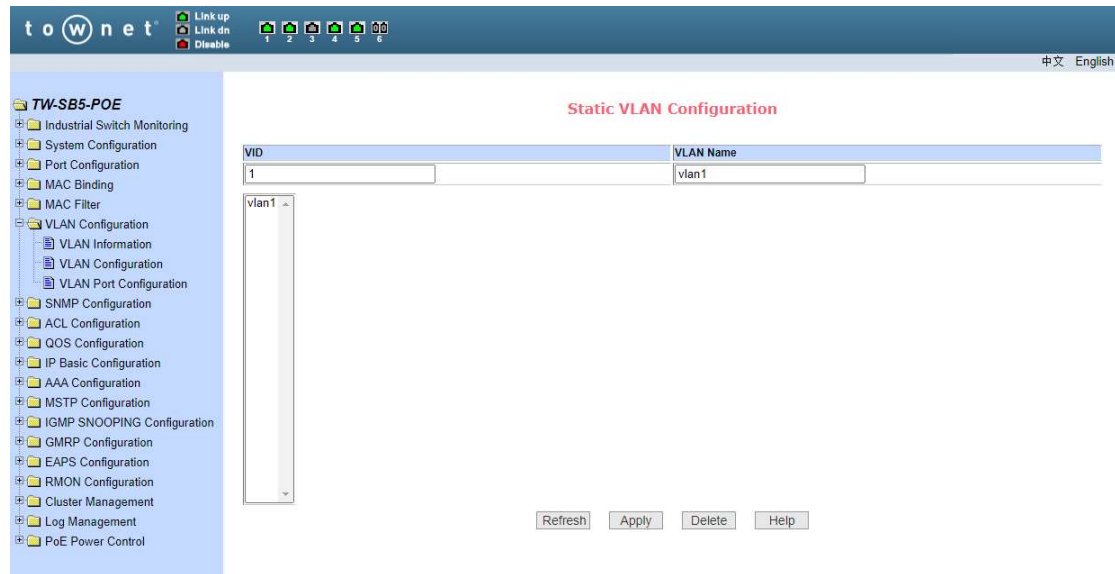 townet
Link up
Link dn
Disable
1 2 3 4 5 6
中文 English
TW-SB5-POE
Industrial Switch Monitoring
System Configuration
Port Configuration
MAC Binding
MAC Filter
VLAN Configuration
VLAN Information
VLAN Configuration
VLAN Port Configuration
SNMP Configuration
ACL Configuration
QOS Configuration
IP Basic Configuration
AAA Configuration
MSTP Configuration
IGMP SNOOPING Configuration
GMRP Configuration
EAPS Configuration
RMON Configuration
Cluster Management
Log Management
PoE Power Control
Static VLAN Configuration
VID VLAN Name
1 vlan1
vlan1
Refresh Apply Delete Help